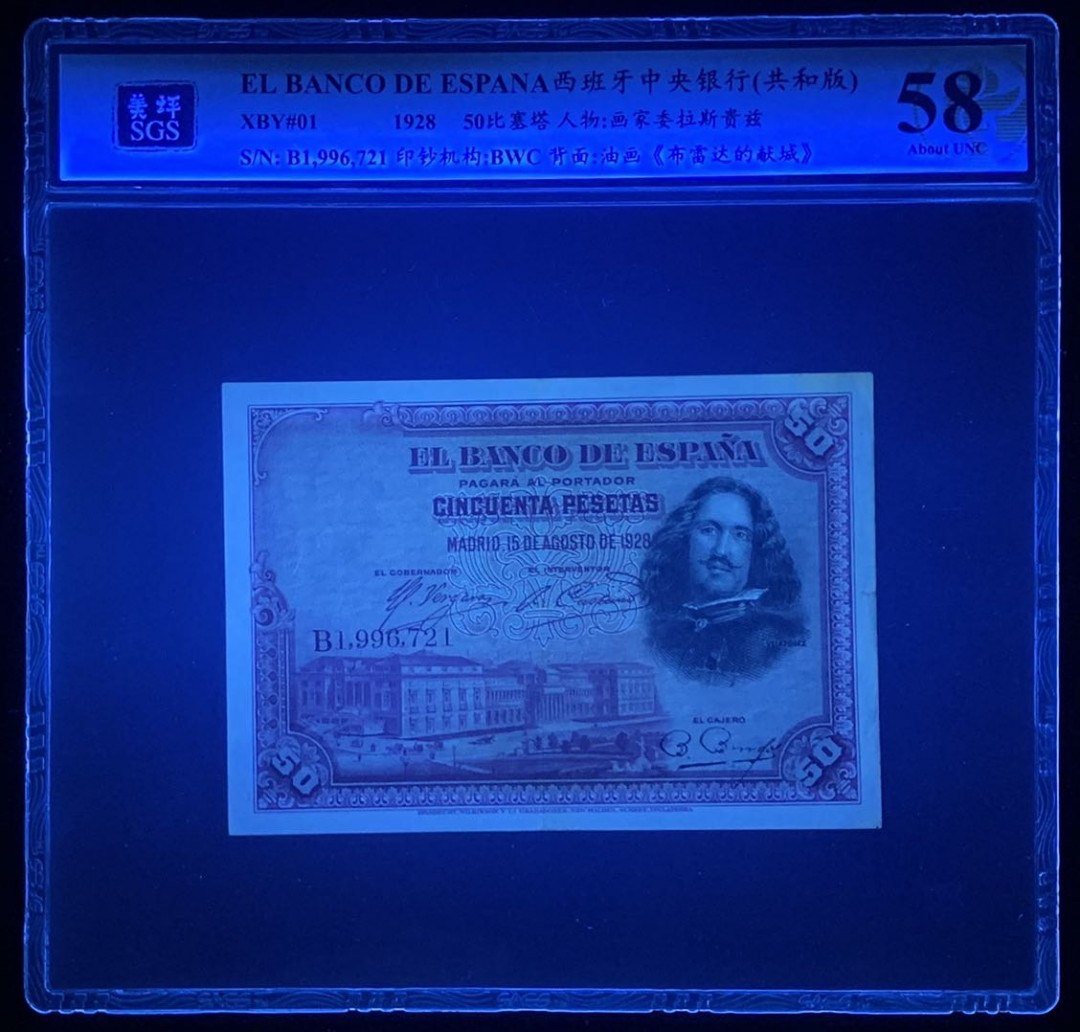 EL BANCO DE ESPANA西班牙中央银行(共和版)
58
美坪
SGS
XBY#01 1928 50比塞塔 人物:画家委拉斯贵兹
S/N: B1,996,721 印钞机构:BWC 背面:油画《布雷达的献城》
About UNC
50
EL BANCO DE ESPAÑA
PAGARÁ AL PORTADOR
CINCUENTA PESETAS
MADRID, 15 DE AGOSTO DE 1928
EL GOBERNADOR EL INTERVENTOR
B1,996,721
EL CAJERO
50
50